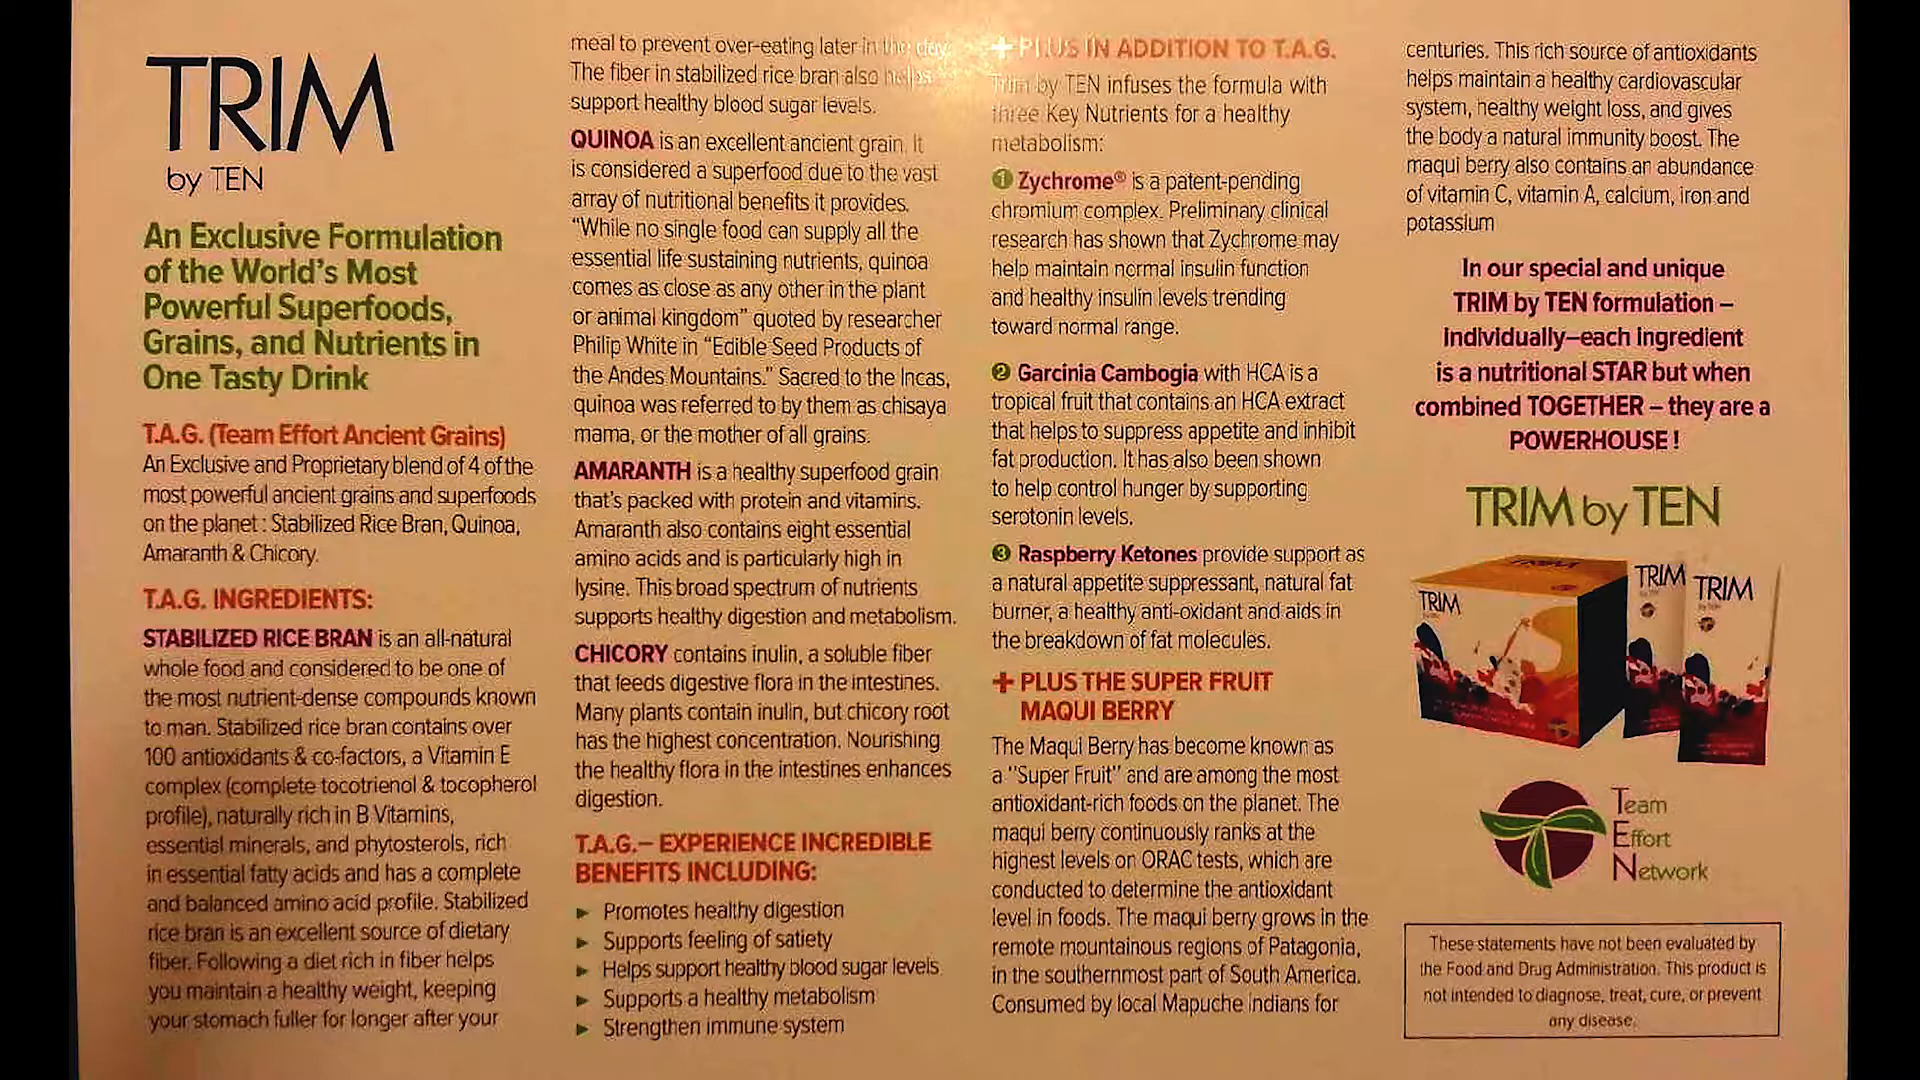 TRIM
by TEN
An Exclusive Formulation
of the World's Most
Powerful Superfoods,
Grains, and Nutrients in
One Tasty Drink
T.A.G. (Team Effort Ancient Grains)
An Exclusive and Proprietary blend of 4 of the
most powerful ancient grains and superfoods
on the planet: Stabilized Rice Bran, Quinoa,
Amaranth & Chicory.
T.A.G. INGREDIENTS:
STABILIZED RICE BRAN is an all-natural
whole food and considered to be one of
the most nutrient-dense compounds known
to man. Stabilized rice bran contains over
100 antioxidants & co-factors, a Vitamin E
complex (complete tocotrienol & tocopherol
profile), naturally rich in B Vitamins,
essential minerals, and phytosterols, rich
in essential fatty acids and has a complete
and balanced amino acid profile. Stabilized
rice bran is an excellent source of dietary
fiber. Following a diet rich in fiber helps
you maintain a healthy weight, keeping
your stomach fuller for longer after your
meal to prevent over-eating later in the day.
The fiber in stabilized rice bran also helps
support healthy blood sugar levels.
QUINOA is an excellent ancient grain. It
is considered a superfood due to the vast
array of nutritional benefits it provides.
"While no single food can supply all the
essential life sustaining nutrients, quinoa
comes as close as any other in the plant
or animal kingdom" quoted by researcher
Philip White in "Edible Seed Products of
the Andes Mountains." Sacred to the Incas,
quinoa was referred to by them as chisaya
mama, or the mother of all grains.
AMARANTH is a healthy superfood grain
that's packed with protein and vitamins.
Amaranth also contains eight essential
amino acids and is particularly high in
lysine. This broad spectrum of nutrients
supports healthy digestion and metabolism.
CHICORY contains inulin, a soluble fiber
that feeds digestive flora in the intestines.
Many plants contain inulin, but chicory root
has the highest concentration. Nourishing
the healthy flora in the intestines enhances
digestion.
T.A.G.– EXPERIENCE INCREDIBLE
BENEFITS INCLUDING:
► Promotes healthy digestion
► Supports feeling of satiety
► Helps support healthy blood sugar levels
► Supports a healthy metabolism
► Strengthen immune system
+ PLUS IN ADDITION TO T.A.G.
Trim by TEN infuses the formula with
three Key Nutrients for a healthy
metabolism:
❶ Zychrome® is a patent-pending
chromium complex. Preliminary clinical
research has shown that Zychrome may
help maintain normal insulin function
and healthy insulin levels trending
toward normal range.
❷ Garcinia Cambogia with HCA is a
tropical fruit that contains an HCA extract
that helps to suppress appetite and inhibit
fat production. It has also been shown
to help control hunger by supporting
serotonin levels.
❸ Raspberry Ketones provide support as
a natural appetite suppressant, natural fat
burner, a healthy anti-oxidant and aids in
the breakdown of fat molecules.
+ PLUS THE SUPER FRUIT
MAQUI BERRY
The Maqui Berry has become known as
a "Super Fruit" and are among the most
antioxidant-rich foods on the planet. The
maqui berry continuously ranks at the
highest levels on ORAC tests, which are
conducted to determine the antioxidant
level in foods. The maqui berry grows in the
remote mountainous regions of Patagonia,
in the southernmost part of South America.
Consumed by local Mapuche Indians for
centuries. This rich source of antioxidants
helps maintain a healthy cardiovascular
system, healthy weight loss, and gives
the body a natural immunity boost. The
maqui berry also contains an abundance
of vitamin C, vitamin A, calcium, iron and
potassium
In our special and unique
TRIM by TEN formulation –
individually–each ingredient
is a nutritional STAR but when
combined TOGETHER – they are a
POWERHOUSE !
TRIM by TEN
TRIM
TRIM
TRIM
TRIM
Team
Effort
Network
These statements have not been evaluated by
the Food and Drug Administration. This product is
not intended to diagnose, treat, cure, or prevent
any disease.